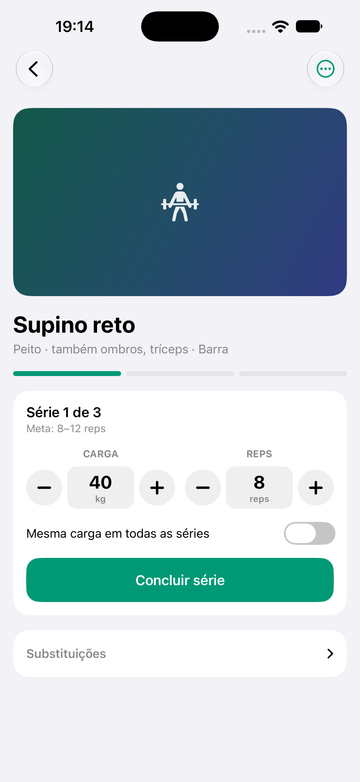 19:14
Supino reto
Peito · também ombros, tríceps · Barra
Série 1 de 3
Meta: 8–12 reps
CARGA
REPS
40
kg
8
reps
Mesma carga em todas as séries
Concluir série
Substituições